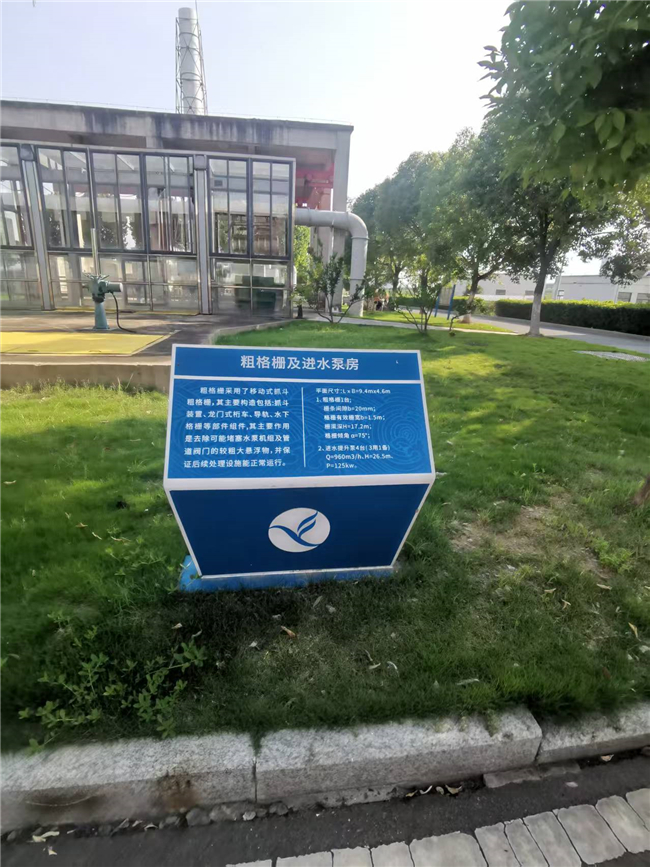 粗格栅及进水泵房
粗格栅采用了移动式抓斗
粗格栅,其主要构造包括:抓斗
装置、龙门式桁车、导轨、水下
格栅等部件组件,其主要作用
是去除可能堵塞水泵机组及管
道阀门的较粗大悬浮物,并保
证后续处理设施能正常运行。
平面尺寸:L x B=9.4mx4.6m
1、粗格栅1台;
栅条间隙b=20mm;
格栅有效栅宽b=1.5m;
栅渠深H=17.2m;
格栅倾角 α=75°;
2、进水提升泵4台(3用1备)
Q=960m3/h、H=26.5m、
P=125kw。